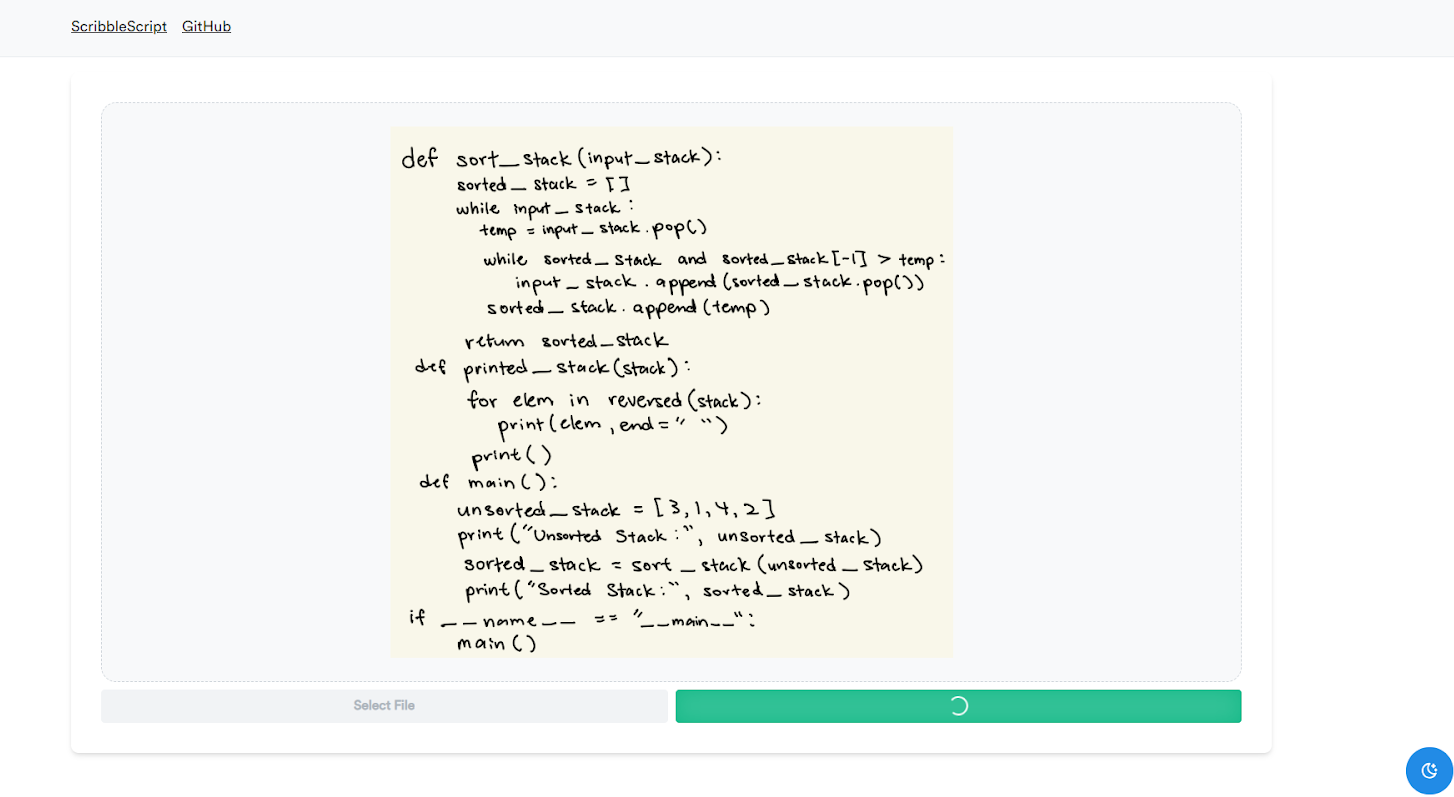 ScribbleScript GitHub
def sort_stack(input_stack):
sorted_stack = []
while input_stack:
temp = input_stack.pop()
while sorted_stack and sorted_stack[-1] > temp:
input_stack.append(sorted_stack.pop())
sorted_stack.append(temp)
return sorted_stack
def printed_stack(stack):
for elem in reversed(stack):
print(elem, end=" ")
print()
def main():
unsorted_stack = [3,1,4,2]
print("Unsorted Stack:", unsorted_stack)
sorted_stack = sort_stack(unsorted_stack)
print("Sorted Stack:", sorted_stack)
if __name__ == "__main__":
main()
Select File